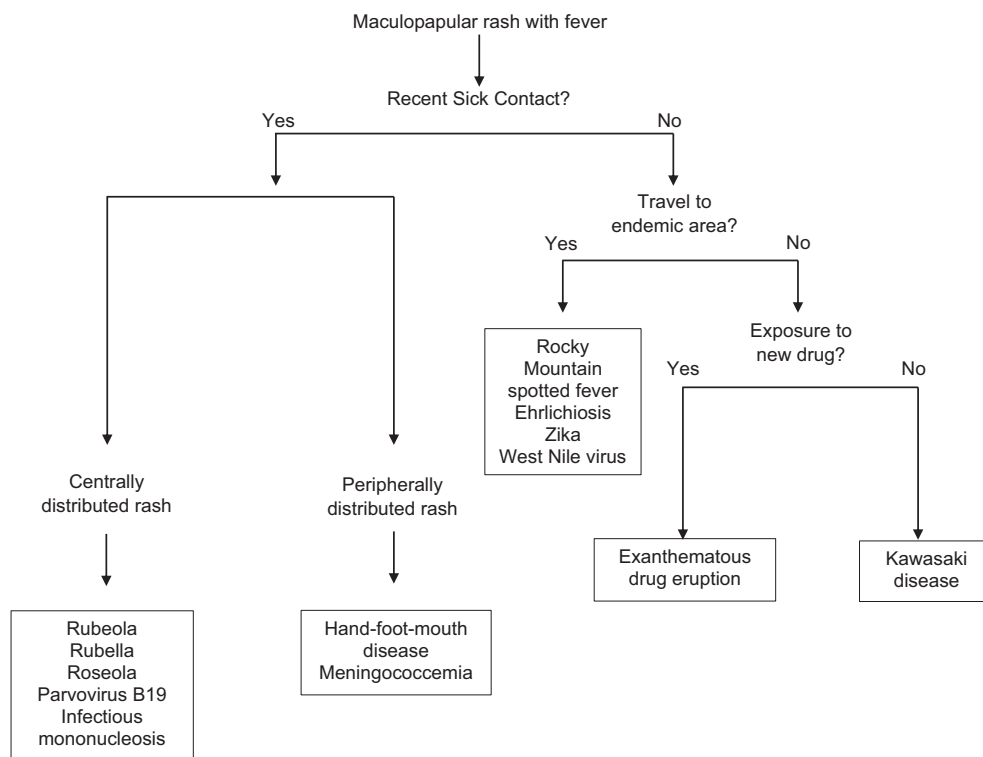 Maculopapular rash with fever
Recent Sick Contact?
Yes
No
Travel to
endemic area?
Yes
No
Rocky
Mountain
spotted fever
Ehrlichiosis
Zika
West Nile virus
Exposure to
new drug?
Yes
No
Centrally
distributed rash
Peripherally
distributed rash
Exanthematous
drug eruption
Kawasaki
disease
Rubeola
Rubella
Roseola
Parvovirus B19
Infectious
mononucleosis
Hand-foot-mouth
disease
Meningococcemia